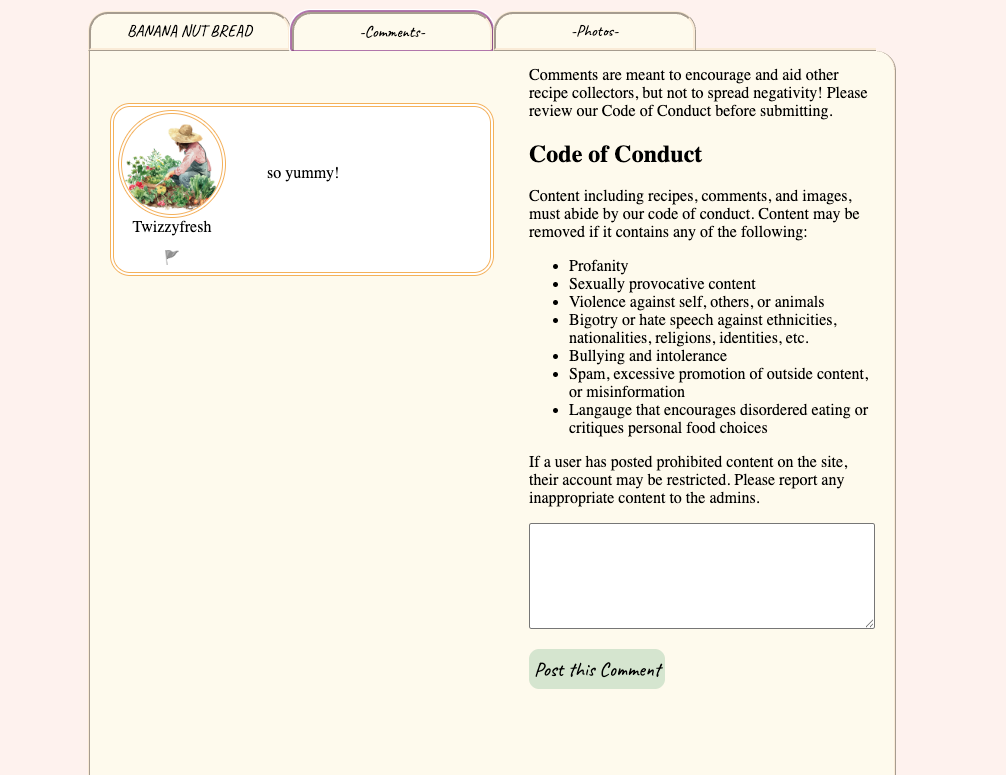 BANANA NUT BREAD
-Comments-
-Photos-
so yummy!
Twizzyfresh
Comments are meant to encourage and aid other
recipe collectors, but not to spread negativity! Please
review our Code of Conduct before submitting.
Code of Conduct
Content including recipes, comments, and images,
must abide by our code of conduct. Content may be
removed if it contains any of the following:
• Profanity
• Sexually provocative content
• Violence against self, others, or animals
• Bigotry or hate speech against ethnicities,
nationalities, religions, identities, etc.
• Bullying and intolerance
• Spam, excessive promotion of outside content,
or misinformation
• Langauge that encourages disordered eating or
critiques personal food choices
If a user has posted prohibited content on the site,
their account may be restricted. Please report any
inappropriate content to the admins.
Post this Comment